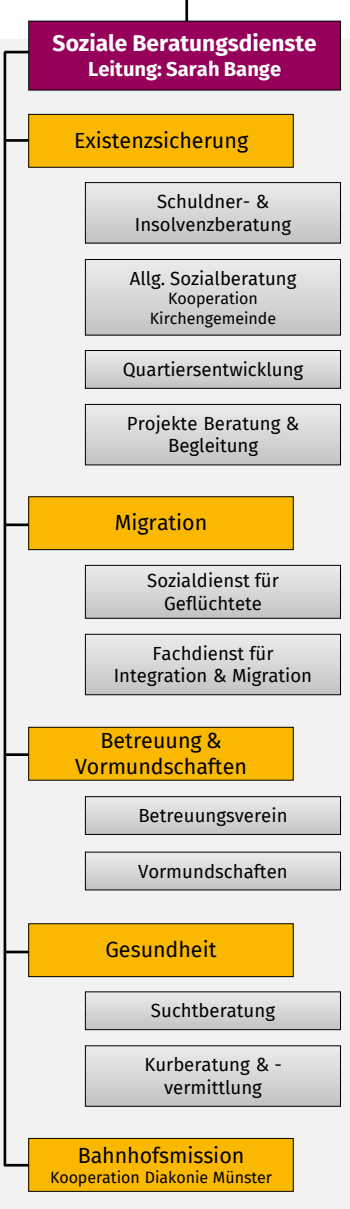 Soziale Beratungsdienste
Leitung: Sarah Bange
Existenzsicherung
Schuldner- &
Insolvenzberatung
Allg. Sozialberatung
Kooperation
Kirchengemeinde
Quartiersentwicklung
Projekte Beratung &
Begleitung
Migration
Sozialdienst für
Geflüchtete
Fachdienst für
Integration & Migration
Betreuung &
Vormundschaften
Betreuungsverein
Vormundschaften
Gesundheit
Suchtberatung
Kurberatung & -
vermittlung
Bahnhofsmission
Kooperation Diakonie Münster